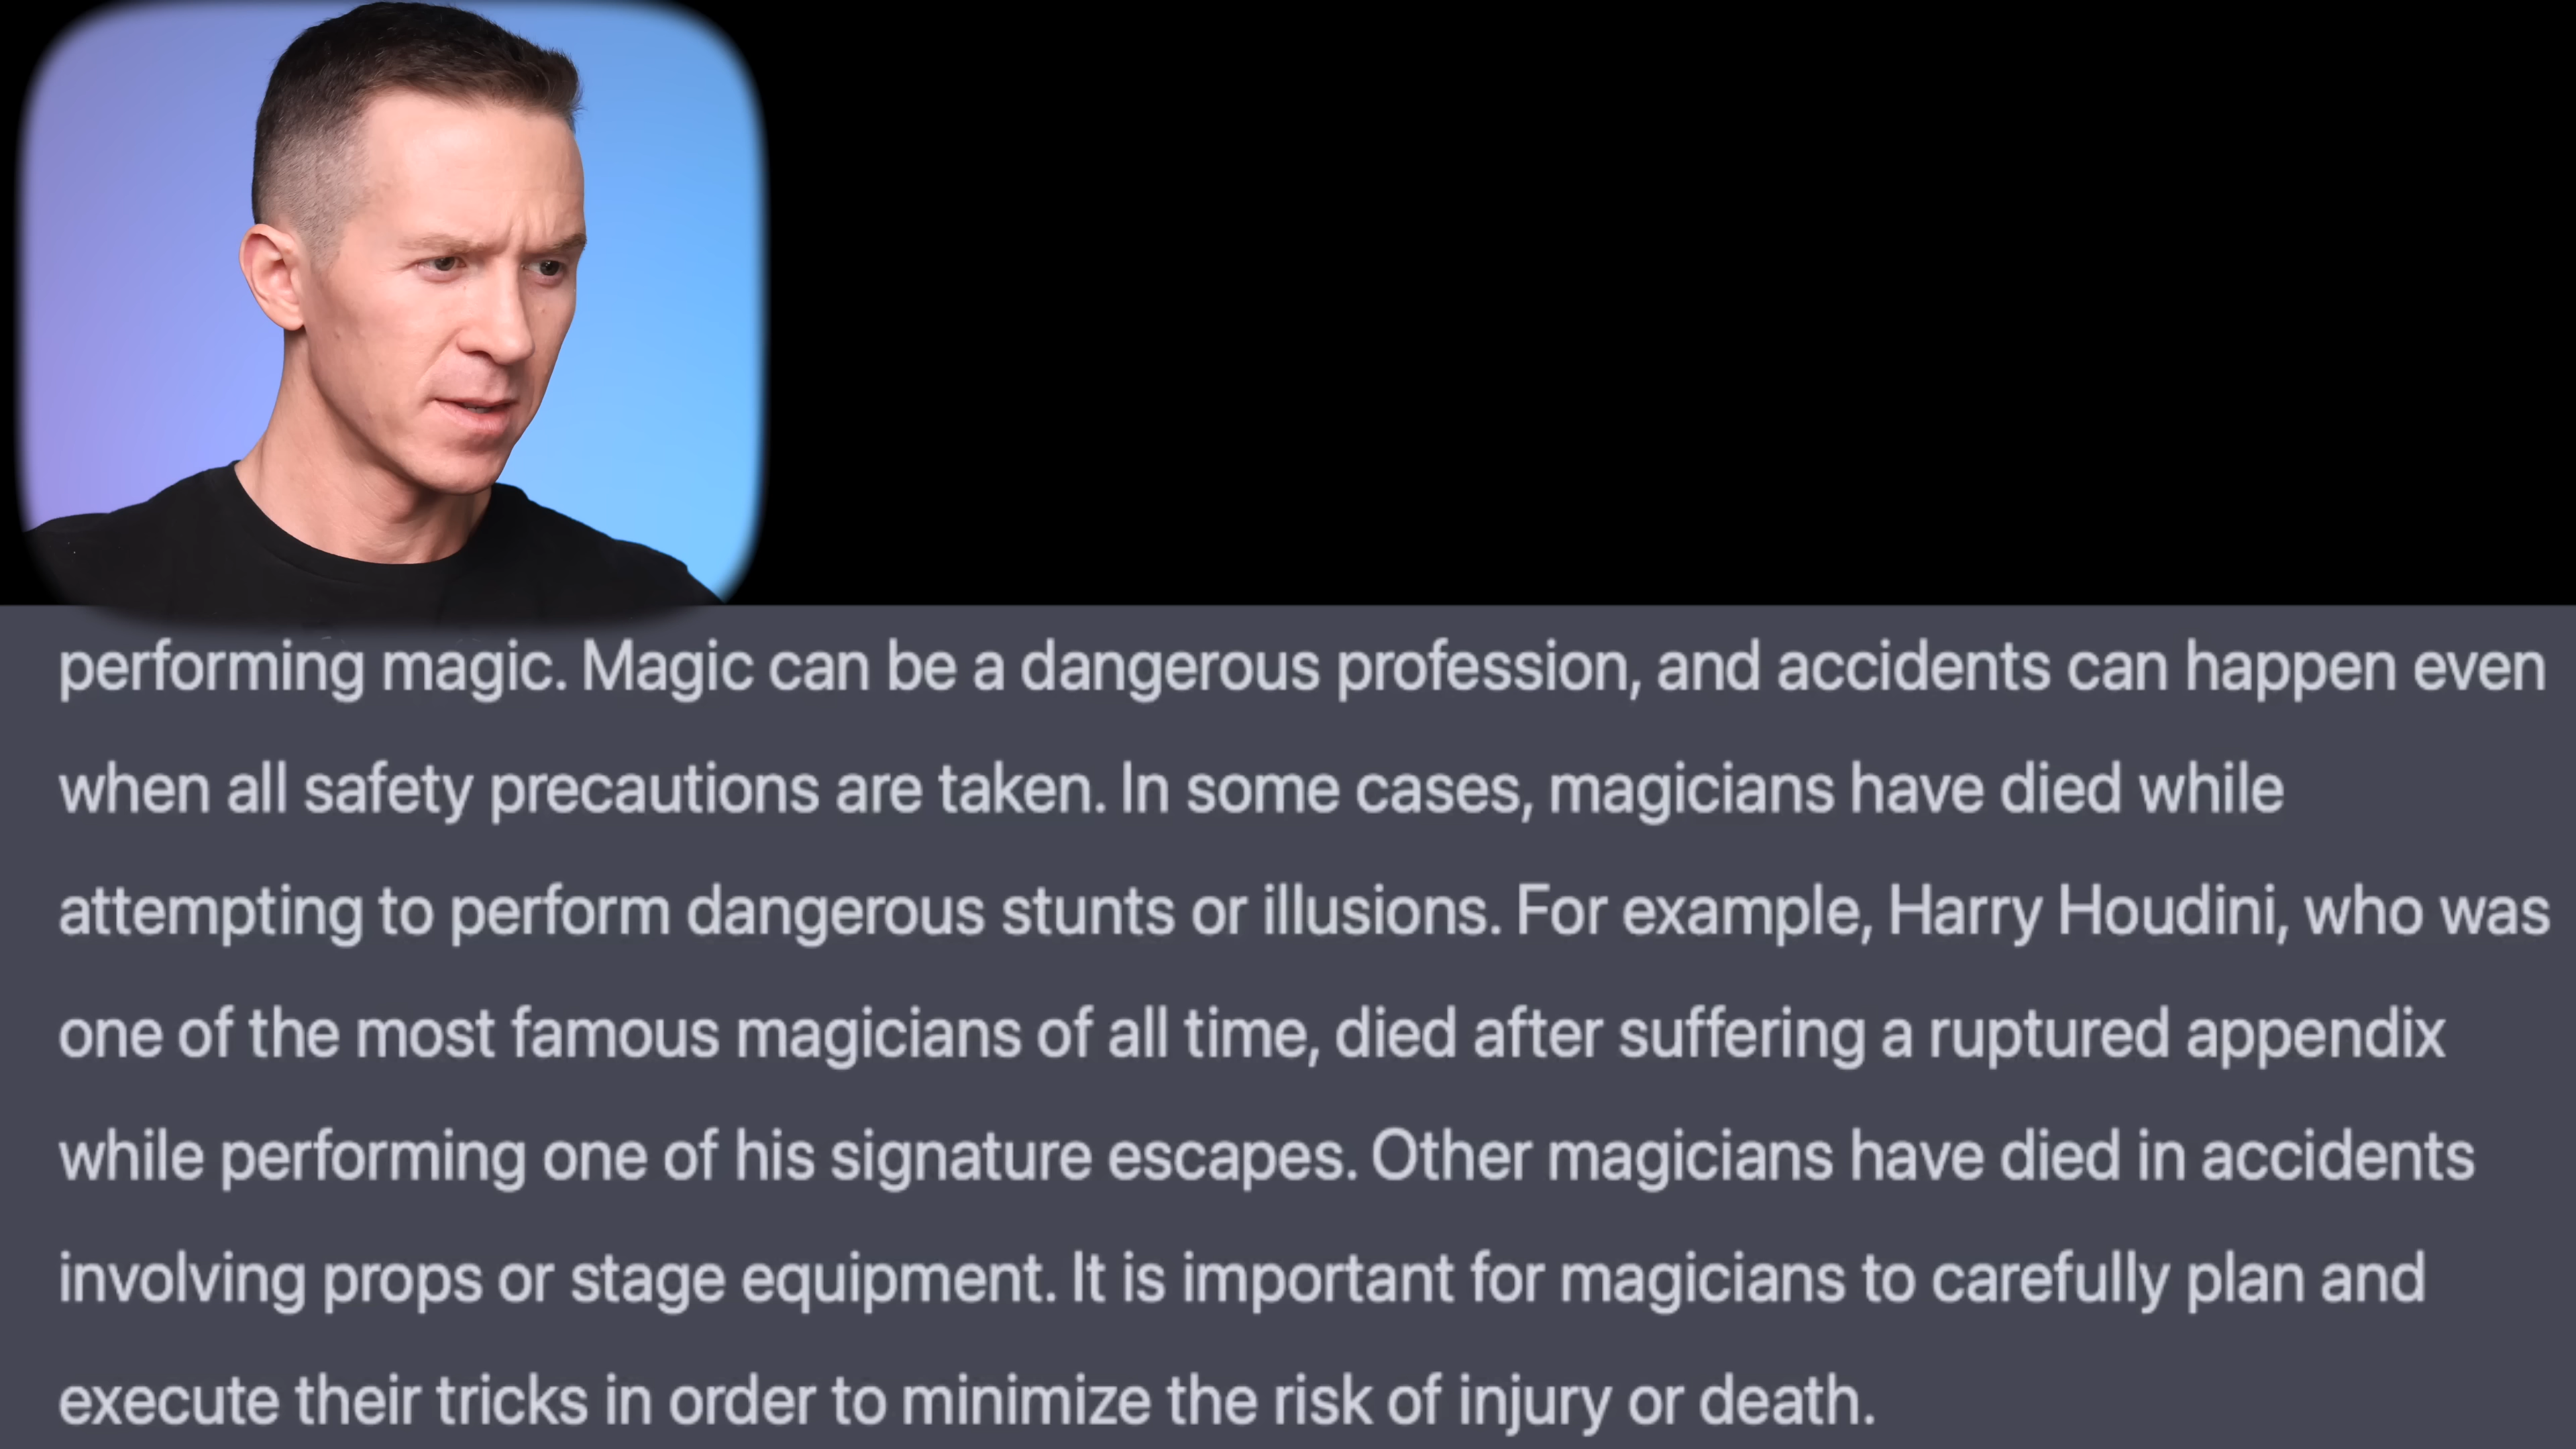 performing magic. Magic can be a dangerous profession, and accidents can happen even
when all safety precautions are taken. In some cases, magicians have died while
attempting to perform dangerous stunts or illusions. For example, Harry Houdini, who was
one of the most famous magicians of all time, died after suffering a ruptured appendix
while performing one of his signature escapes. Other magicians have died in accidents
involving props or stage equipment. It is important for magicians to carefully plan and
execute their tricks in order to minimize the risk of injury or death.